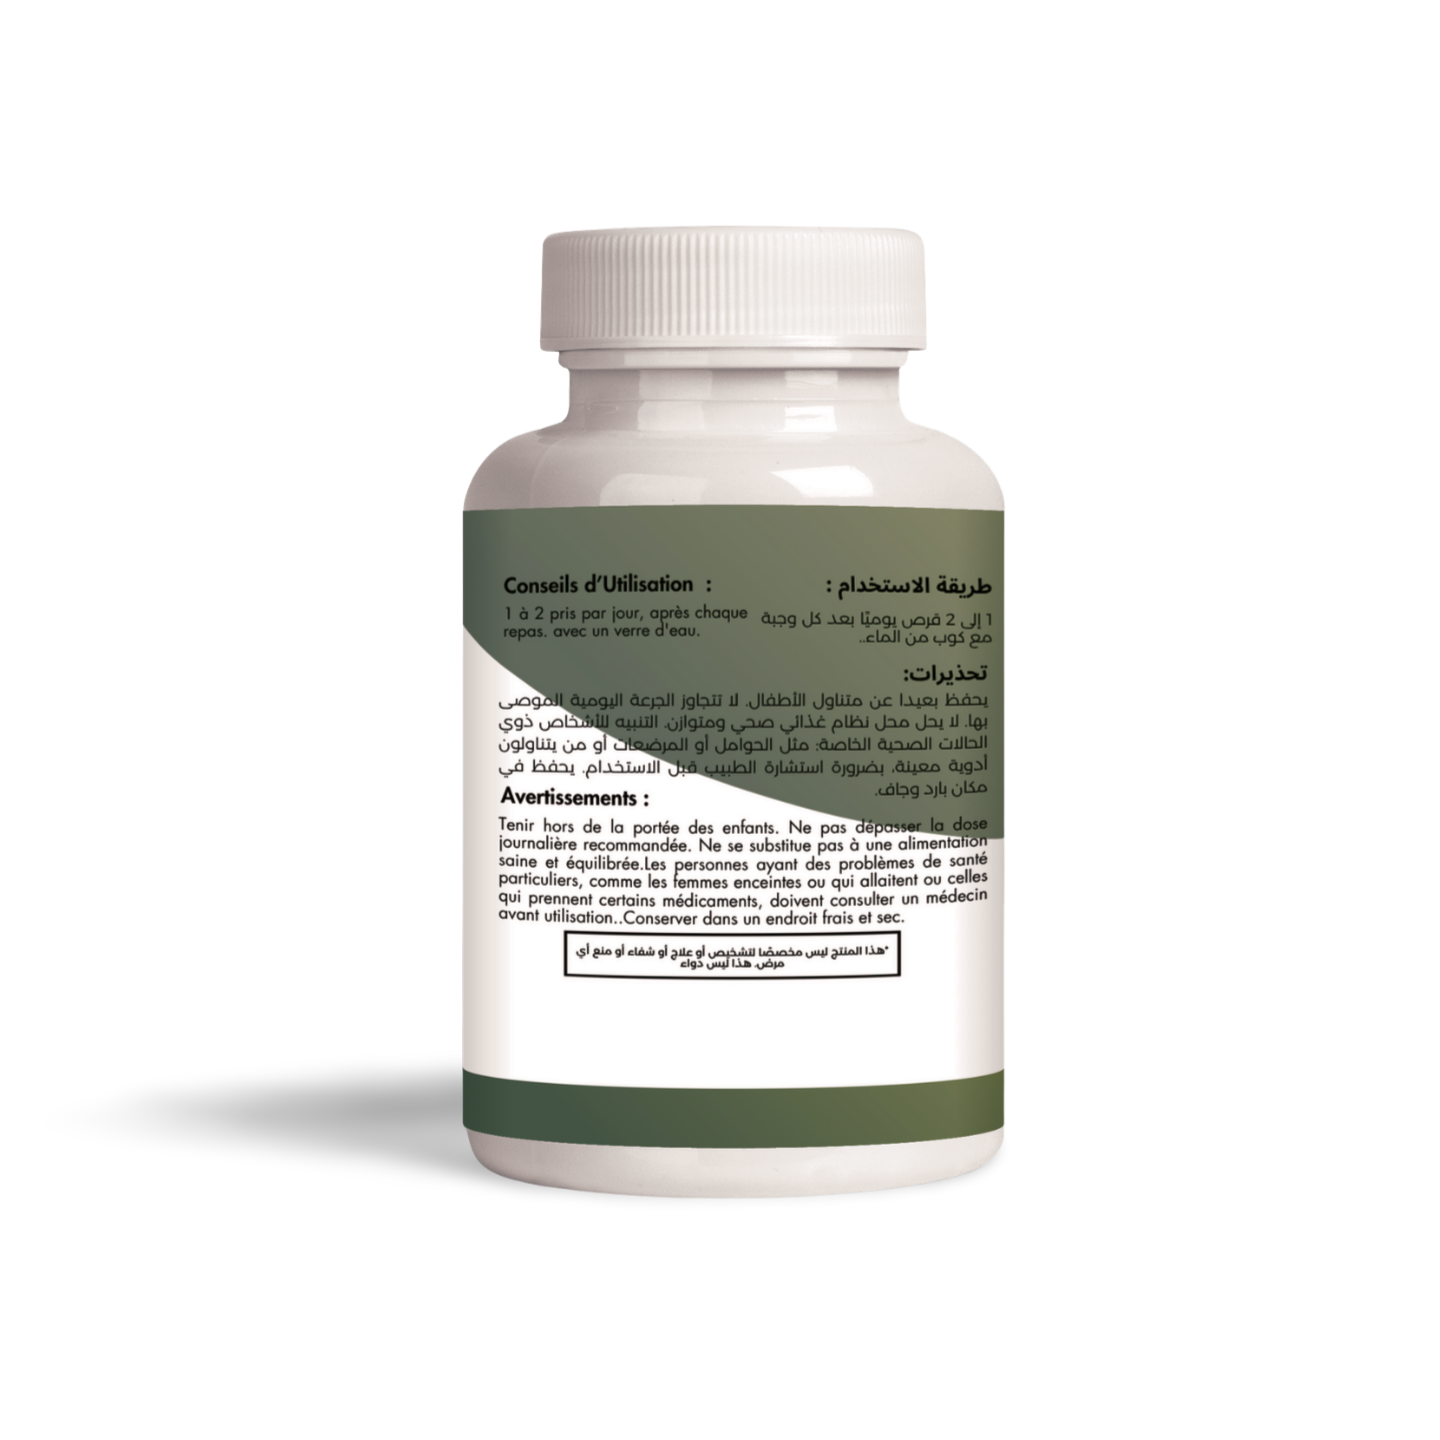 Conseils d'Utilisation :
1 à 2 pris par jour, après chaque
repas. avec un verre d'eau.
طريقة الاستخدام :
1 إلى 2 قرص يوميًا بعد كل وجبة
مع كوب من الماء..
تحذيرات:
يحفظ بعيدا عن متناول الأطفال. لا تتجاوز الجرعة اليومية الموصى
بها. لا يحل محل نظام غذائي صحي ومتوازن. التنبيه للأشخاص ذوي
الحالات الصحية الخاصة: مثل الحوامل أو المرضعات أو من يتناولون
أدوية معينة، بضرورة استشارة الطبيب قبل الاستخدام. يحفظ في
مكان بارد وجاف.
Avertissements :
Tenir hors de la portée des enfants. Ne pas dépasser la dose
journalière recommandée. Ne se substitue pas à une alimentation
saine et équilibrée.Les personnes ayant des problèmes de santé
particuliers, comme les femmes enceintes ou qui allaitent ou celles
qui prennent certains médicaments, doivent consulter un médecin
avant utilisation..Conserver dans un endroit frais et sec.
*هذا المنتج ليس مخصصًا لتشخيص أو علاج أو شفاء أو منع أي
مرض. هذا ليس دواء